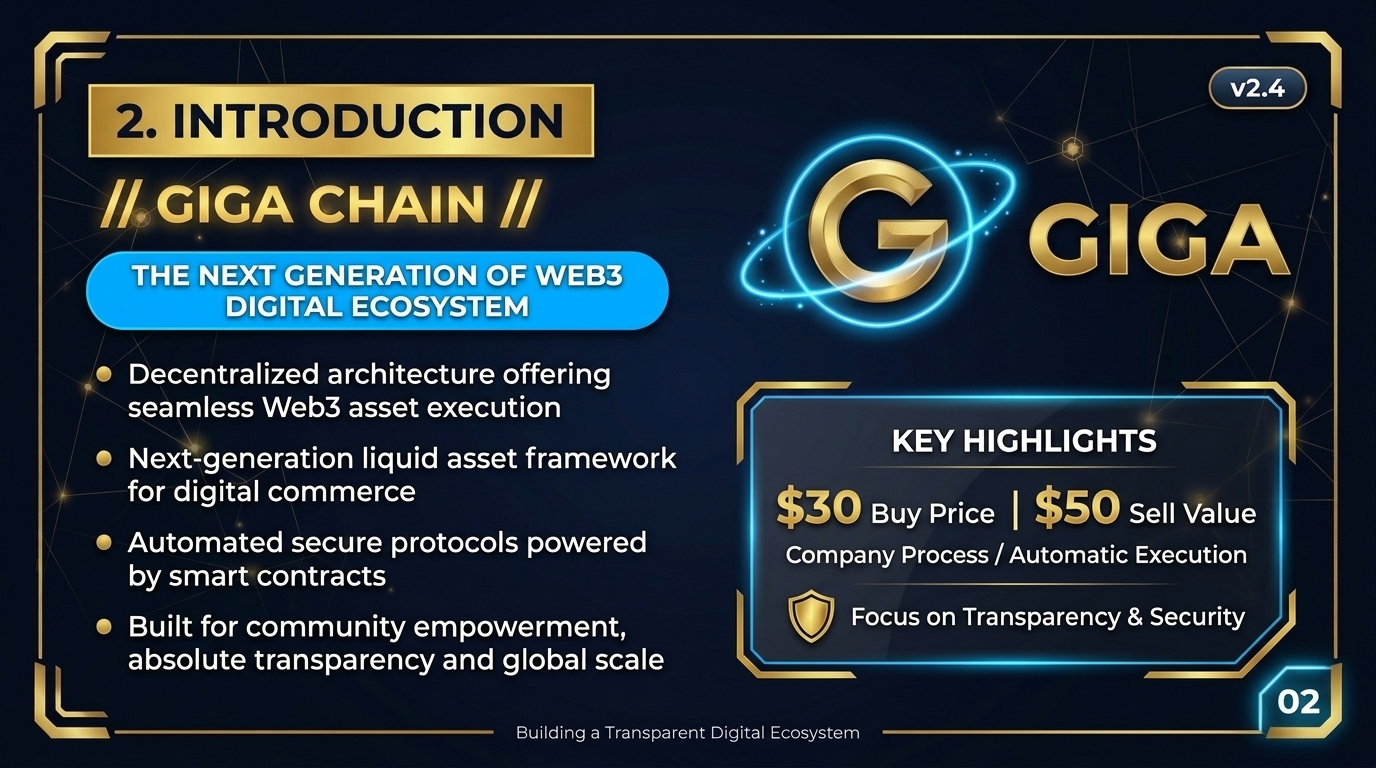 2. INTRODUCTION
// GIGA CHAIN //
THE NEXT GENERATION OF WEB3
DIGITAL ECOSYSTEM
Decentralized architecture offering
seamless Web3 asset execution
Next-generation liquid asset framework
for digital commerce
Automated secure protocols powered
by smart contracts
Built for community empowerment,
absolute transparency and global scale
v2.4
G
GIGA
KEY HIGHLIGHTS
$30 Buy Price | $50 Sell Value
Company Process / Automatic Execution
Focus on Transparency & Security
02
Building a Transparent Digital Ecosystem